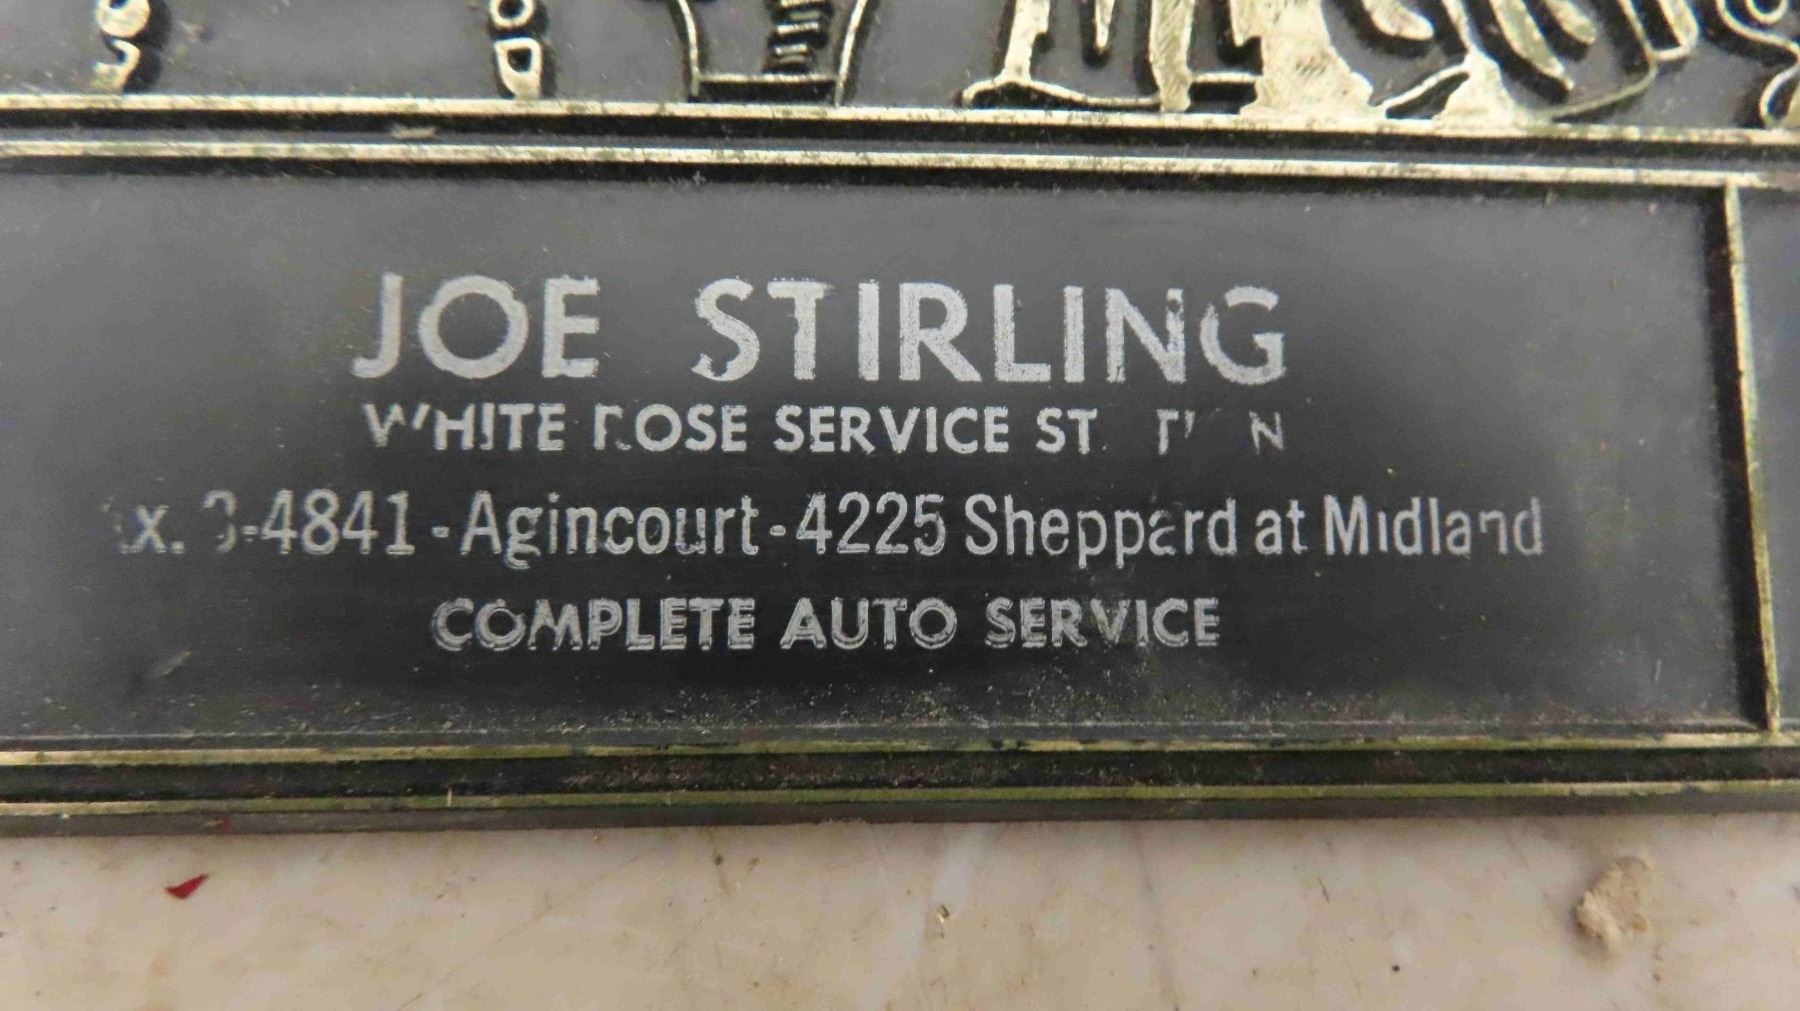 JOE STIRLING
WHITE ROSE SERVICE STATION
4841 - Agincourt - 4225 Sheppard at Midland
COMPLETE AUTO SERVICE